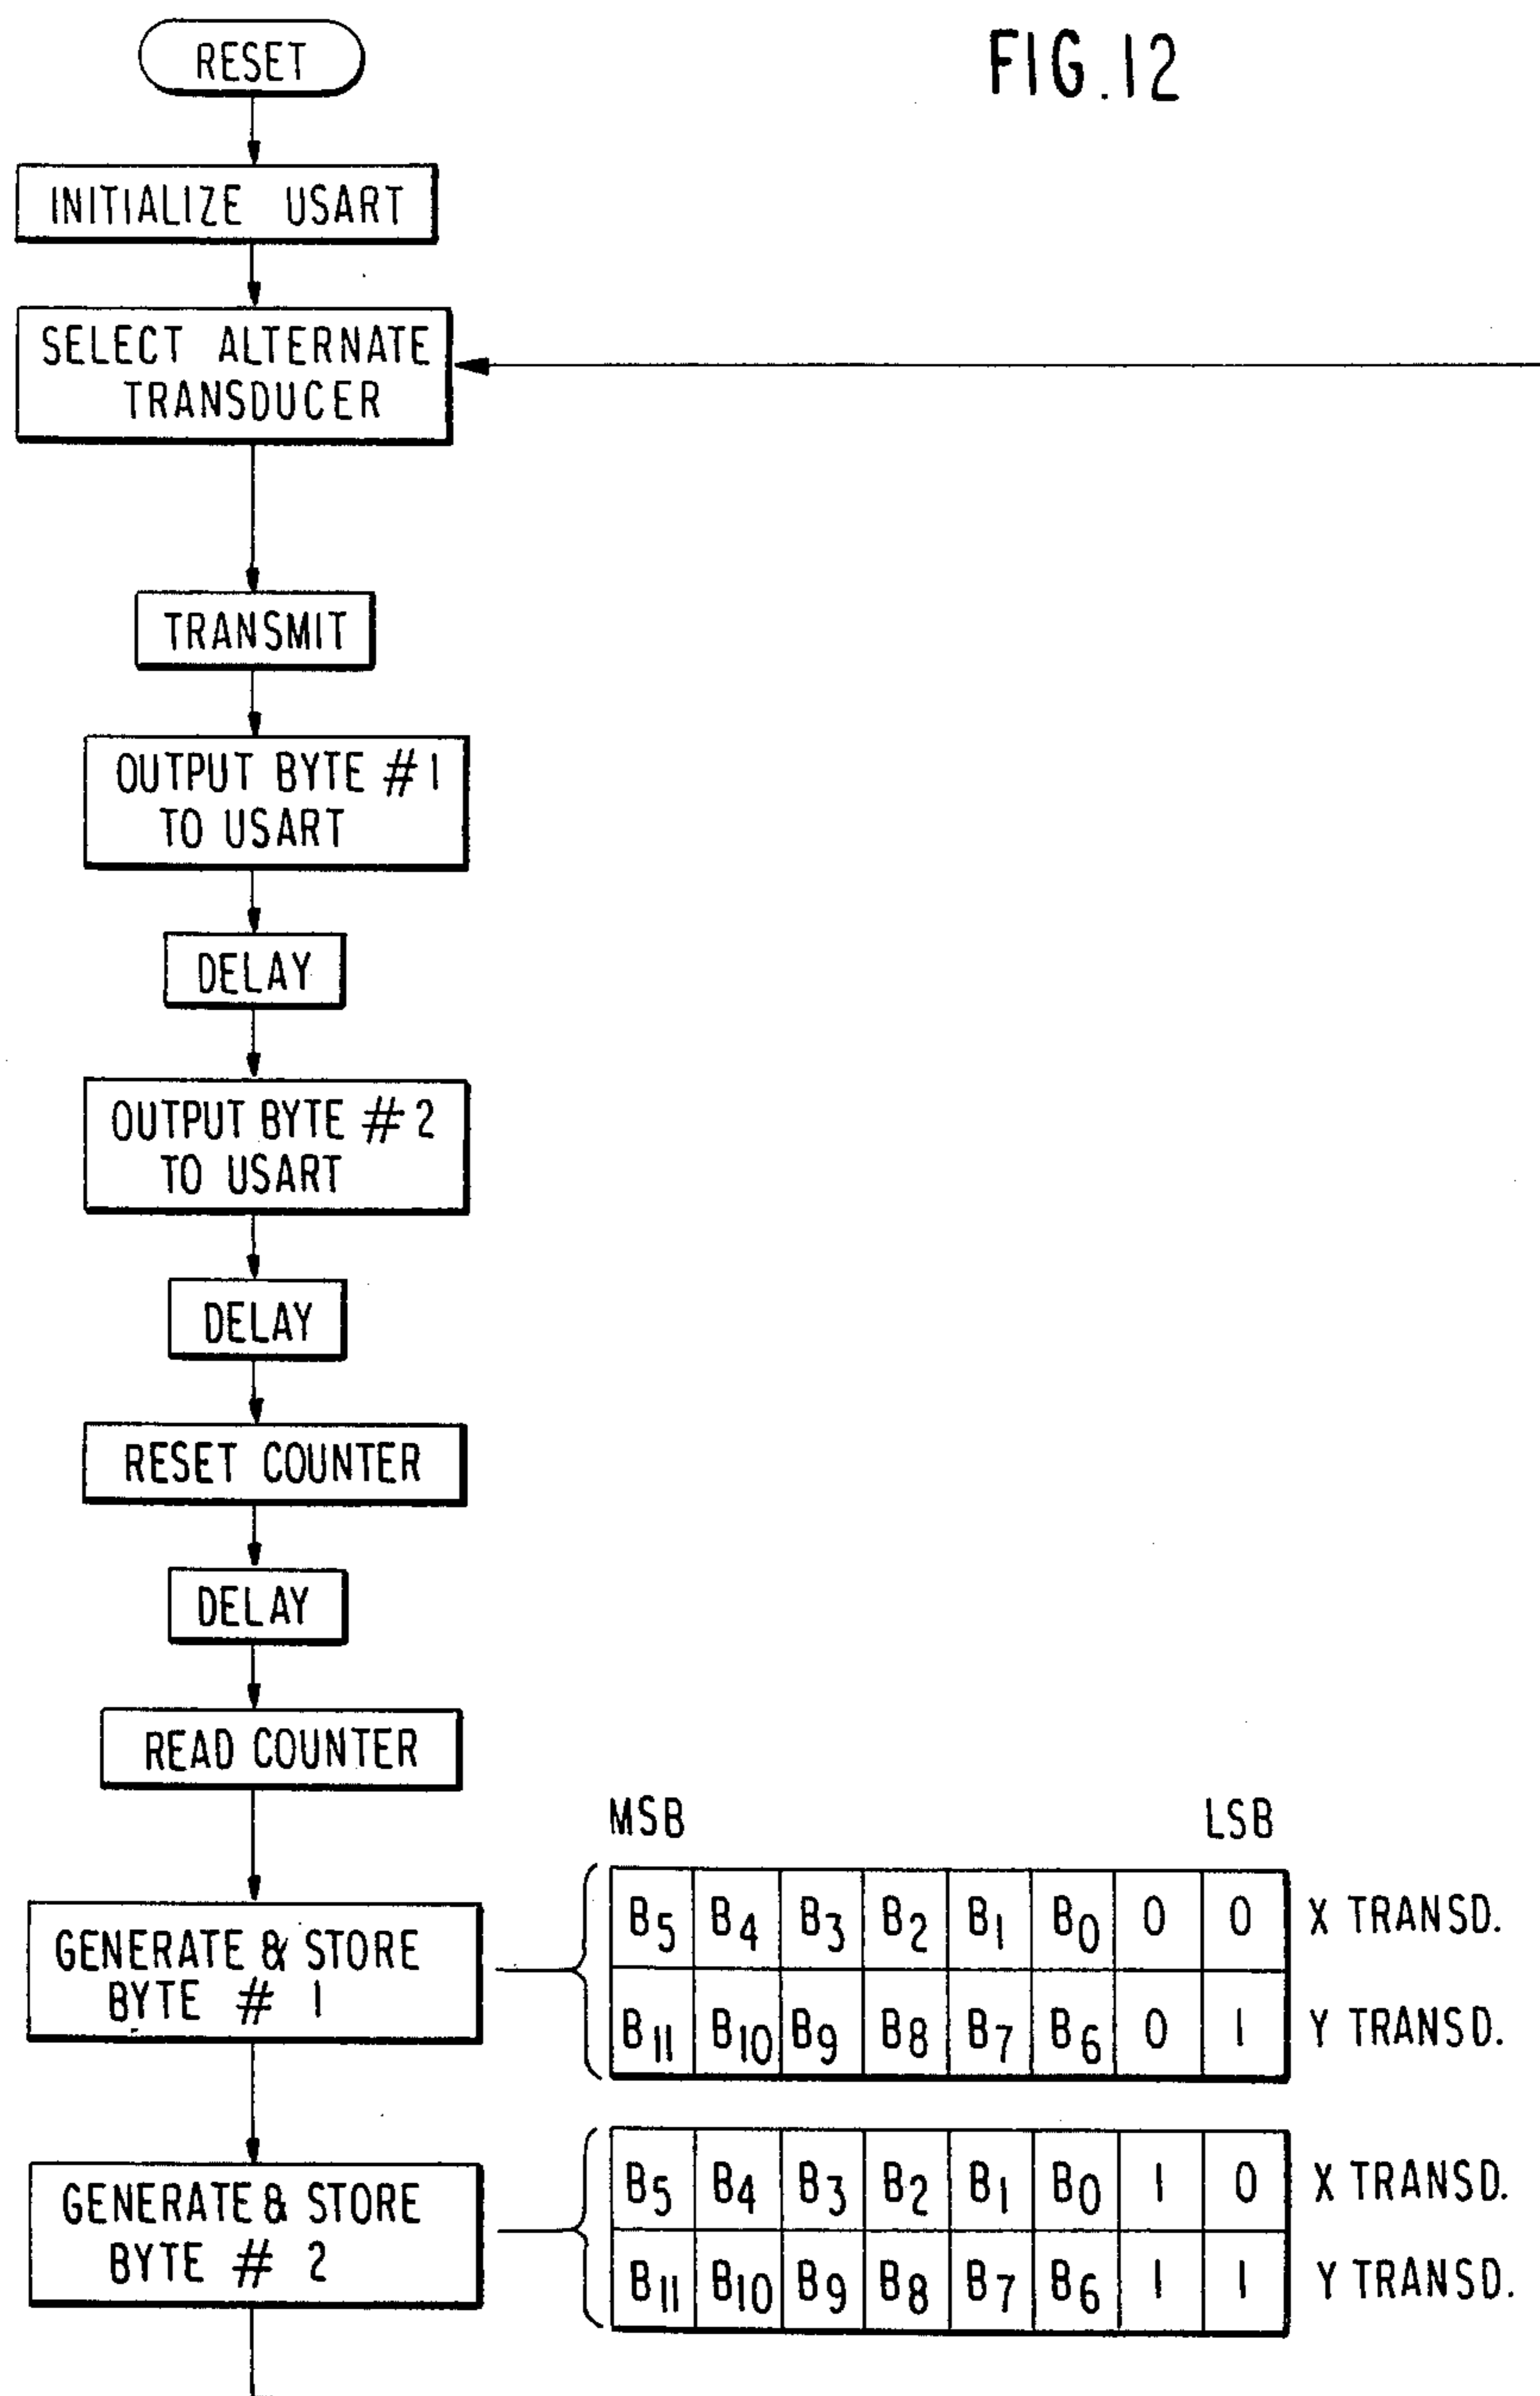 FIG.12
RESET
INITIALIZE USART
SELECT ALTERNATE
TRANSDUCER
TRANSMIT
OUTPUT BYTE #1
TO USART
DELAY
OUTPUT BYTE #2
TO USART
DELAY
RESET COUNTER
DELAY
READ COUNTER
MSB LSB
GENERATE & STORE
BYTE # 1
B5 B4 B3 B2 B1 B0 0 0 X TRANSD.
B11 B10 B9 B8 B7 B6 0 1 Y TRANSD.
GENERATE & STORE
BYTE # 2
B5 B4 B3 B2 B1 B0 1 0 X TRANSD.
B11 B10 B9 B8 B7 B6 1 1 Y TRANSD.